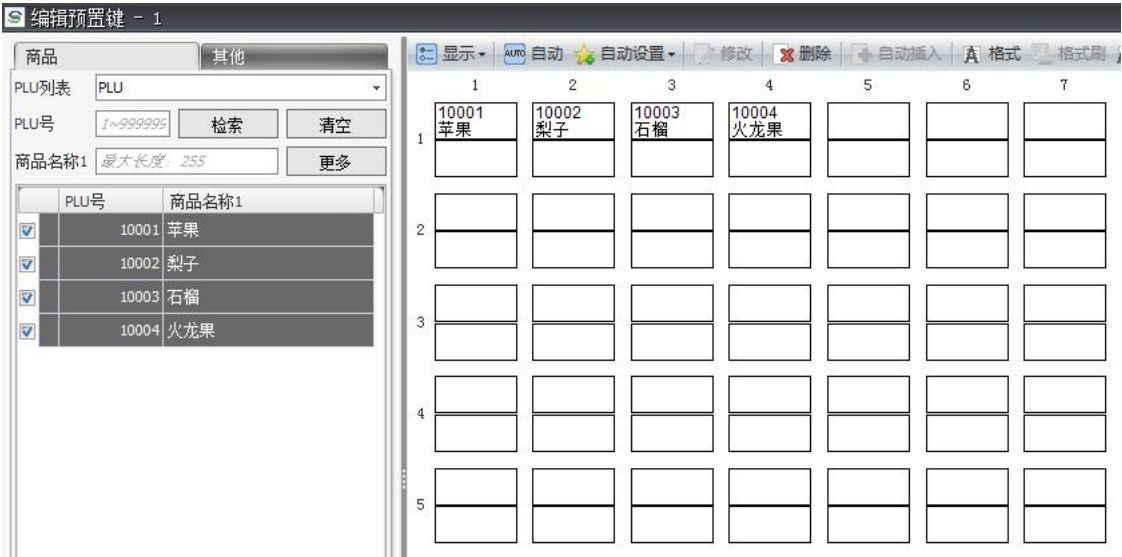 编辑预置键 - 1
商品 其他
PLU列表 PLU
PLU号 1~999999 检索 清空
商品名称1 最大长度: 255 更多
PLU号 商品名称1
10001 苹果
10002 梨子
10003 石榴
10004 火龙果
显示 AUTO 自动 自动设置 修改 删除 自动插入 A 格式 格式刷
1 2 3 4 5 6 7
1
10001 10002 10003 10004
苹果 梨子 石榴 火龙果
2
3
4
5